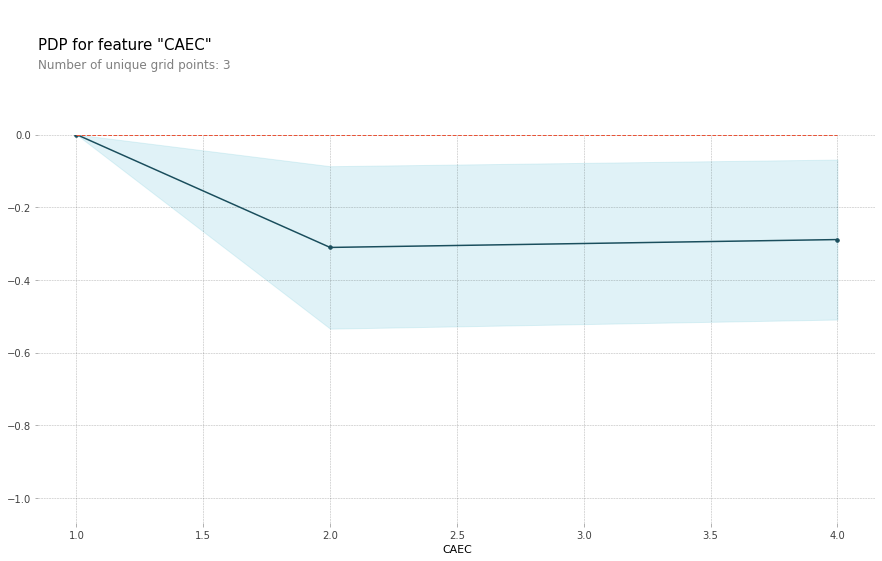 PDP for feature "CAEC"
Number of unique grid points: 3
0.0
−0.2
−0.4
−0.6
−0.8
−1.0
1.0 1.5 2.0 2.5 3.0 3.5 4.0
CAEC